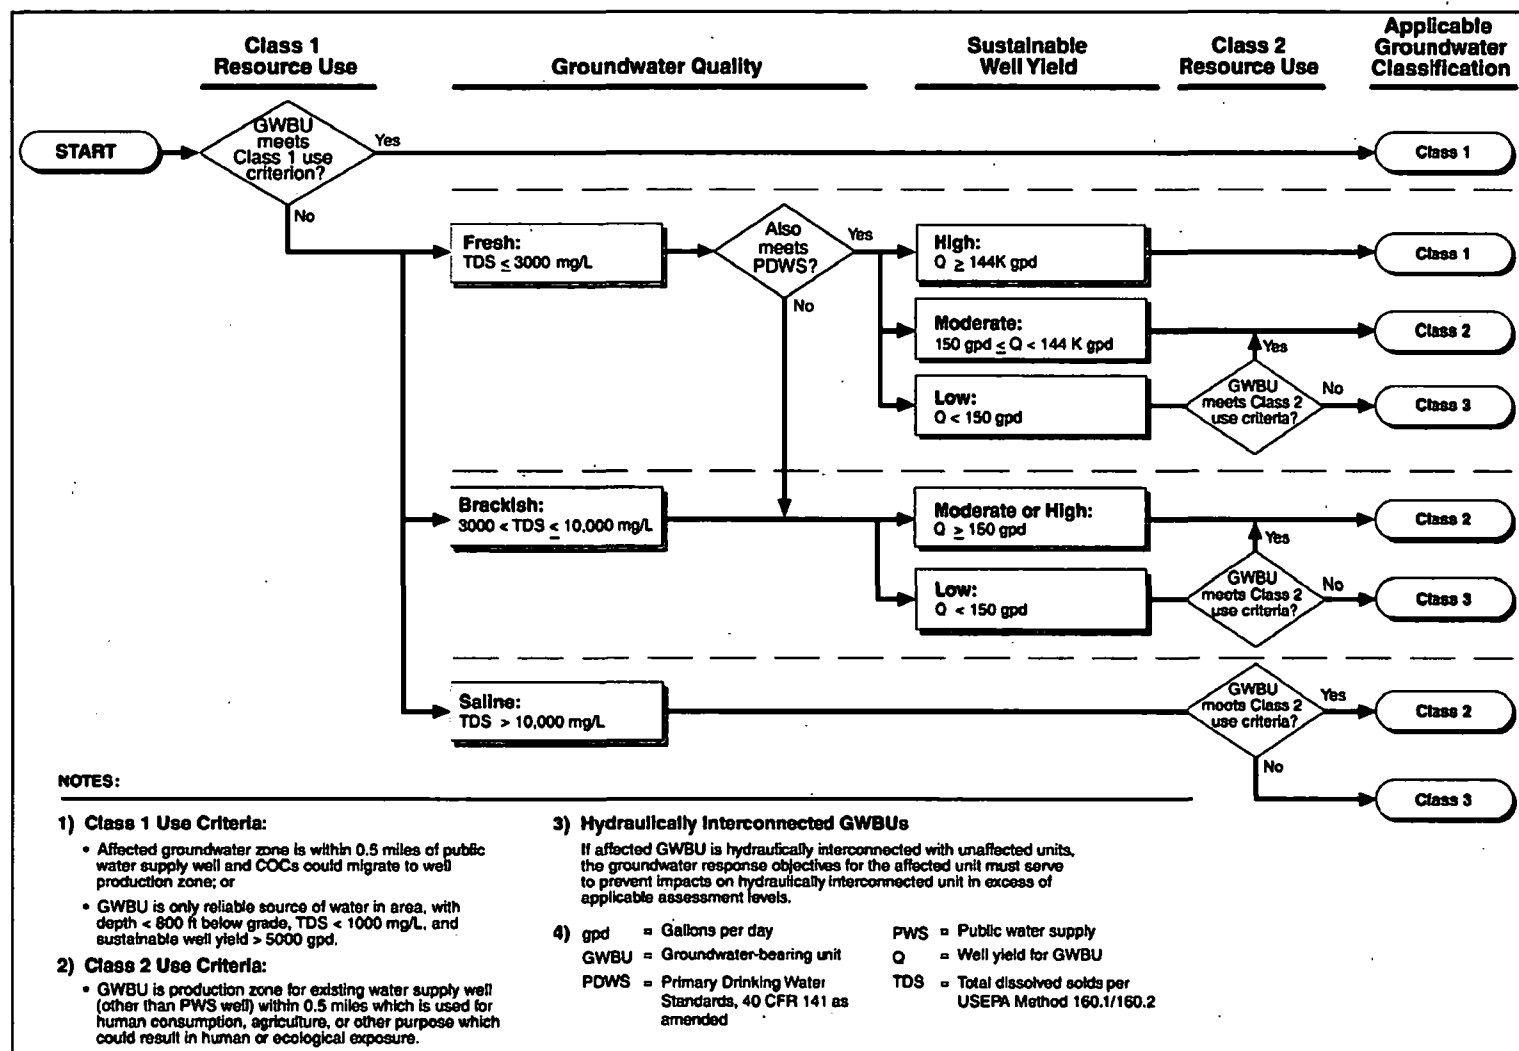 Class 1
Resource Use
Groundwater Quality
Sustainable
Well Yield
Class 2
Resource Use
Applicable
Groundwater
Classification
START
GWBU
meets
Class 1 use
criterion?
Yes
Class 1
No
Fresh:
TDS ≤ 3000 mg/L
Also
meets
PDWS?
Yes
No
High:
Q ≥ 144K gpd
Class 1
Moderate:
150 gpd ≤ Q < 144 K gpd
Class 2
Yes
Low:
Q < 150 gpd
GWBU
meets Class 2
use criteria?
No
Class 3
Brackish:
3000 < TDS ≤ 10,000 mg/L
Moderate or High:
Q ≥ 150 gpd
Class 2
Yes
Low:
Q < 150 gpd
GWBU
meets Class 2
use criteria?
No
Class 3
Saline:
TDS > 10,000 mg/L
GWBU
meets Class 2
use criteria?
Yes
Class 2
No
Class 3
NOTES:
1) Class 1 Use Criteria:
• Affected groundwater zone is within 0.5 miles of public
water supply well and COCs could migrate to well
production zone; or
• GWBU is only reliable source of water in area, with
depth < 800 ft below grade, TDS < 1000 mg/L, and
sustainable well yield > 5000 gpd.
2) Class 2 Use Criteria:
• GWBU is production zone for existing water supply well
(other than PWS well) within 0.5 miles which is used for
human consumption, agriculture, or other purpose which
could result in human or ecological exposure.
3) Hydraulically Interconnected GWBUs
If affected GWBU is hydraulically interconnected with unaffected units,
the groundwater response objectives for the affected unit must serve
to prevent impacts on hydraulically interconnected unit in excess of
applicable assessment levels.
4) gpd = Gallons per day
GWBU = Groundwater-bearing unit
PDWS = Primary Drinking Water
Standards, 40 CFR 141 as
amended
PWS = Public water supply
Q = Well yield for GWBU
TDS = Total dissolved solds per
USEPA Method 160.1/160.2